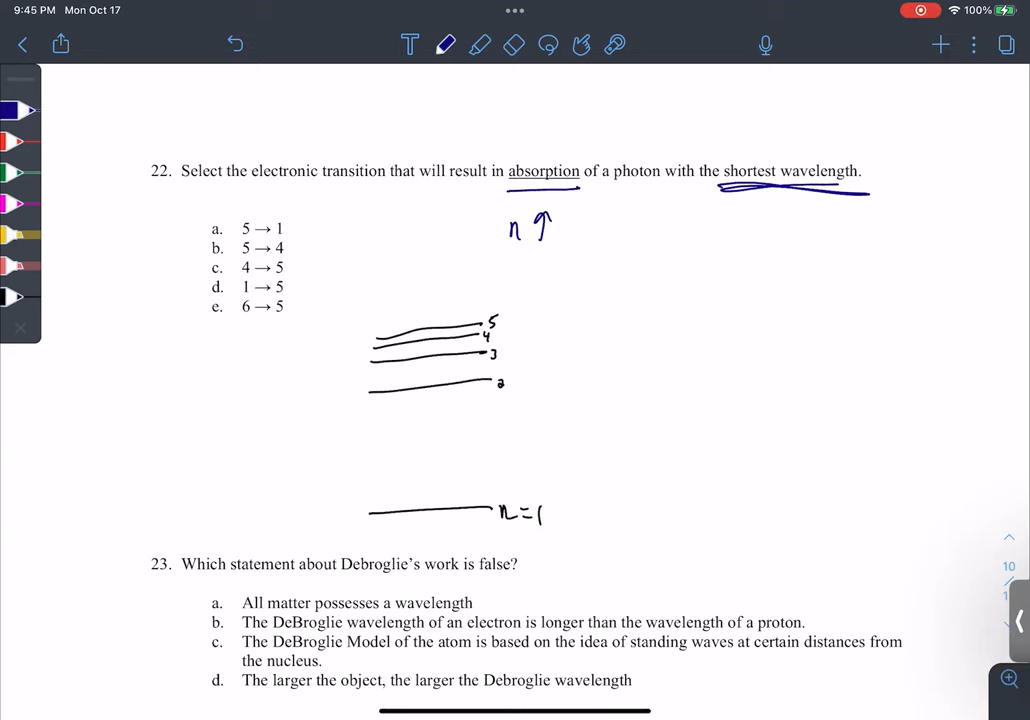 9:45 PM Mon Oct 17
100%
22. Select the electronic transition that will result in absorption of a photon with the shortest wavelength.
n ↑
a. 5 → 1
b. 5 → 4
c. 4 → 5
d. 1 → 5
e. 6 → 5
5
4
3
2
n=1
23. Which statement about Debroglie's work is false?
a. All matter possesses a wavelength
b. The DeBroglie wavelength of an electron is longer than the wavelength of a proton.
c. The DeBroglie Model of the atom is based on the idea of standing waves at certain distances from
the nucleus.
d. The larger the object, the larger the Debroglie wavelength
10
/